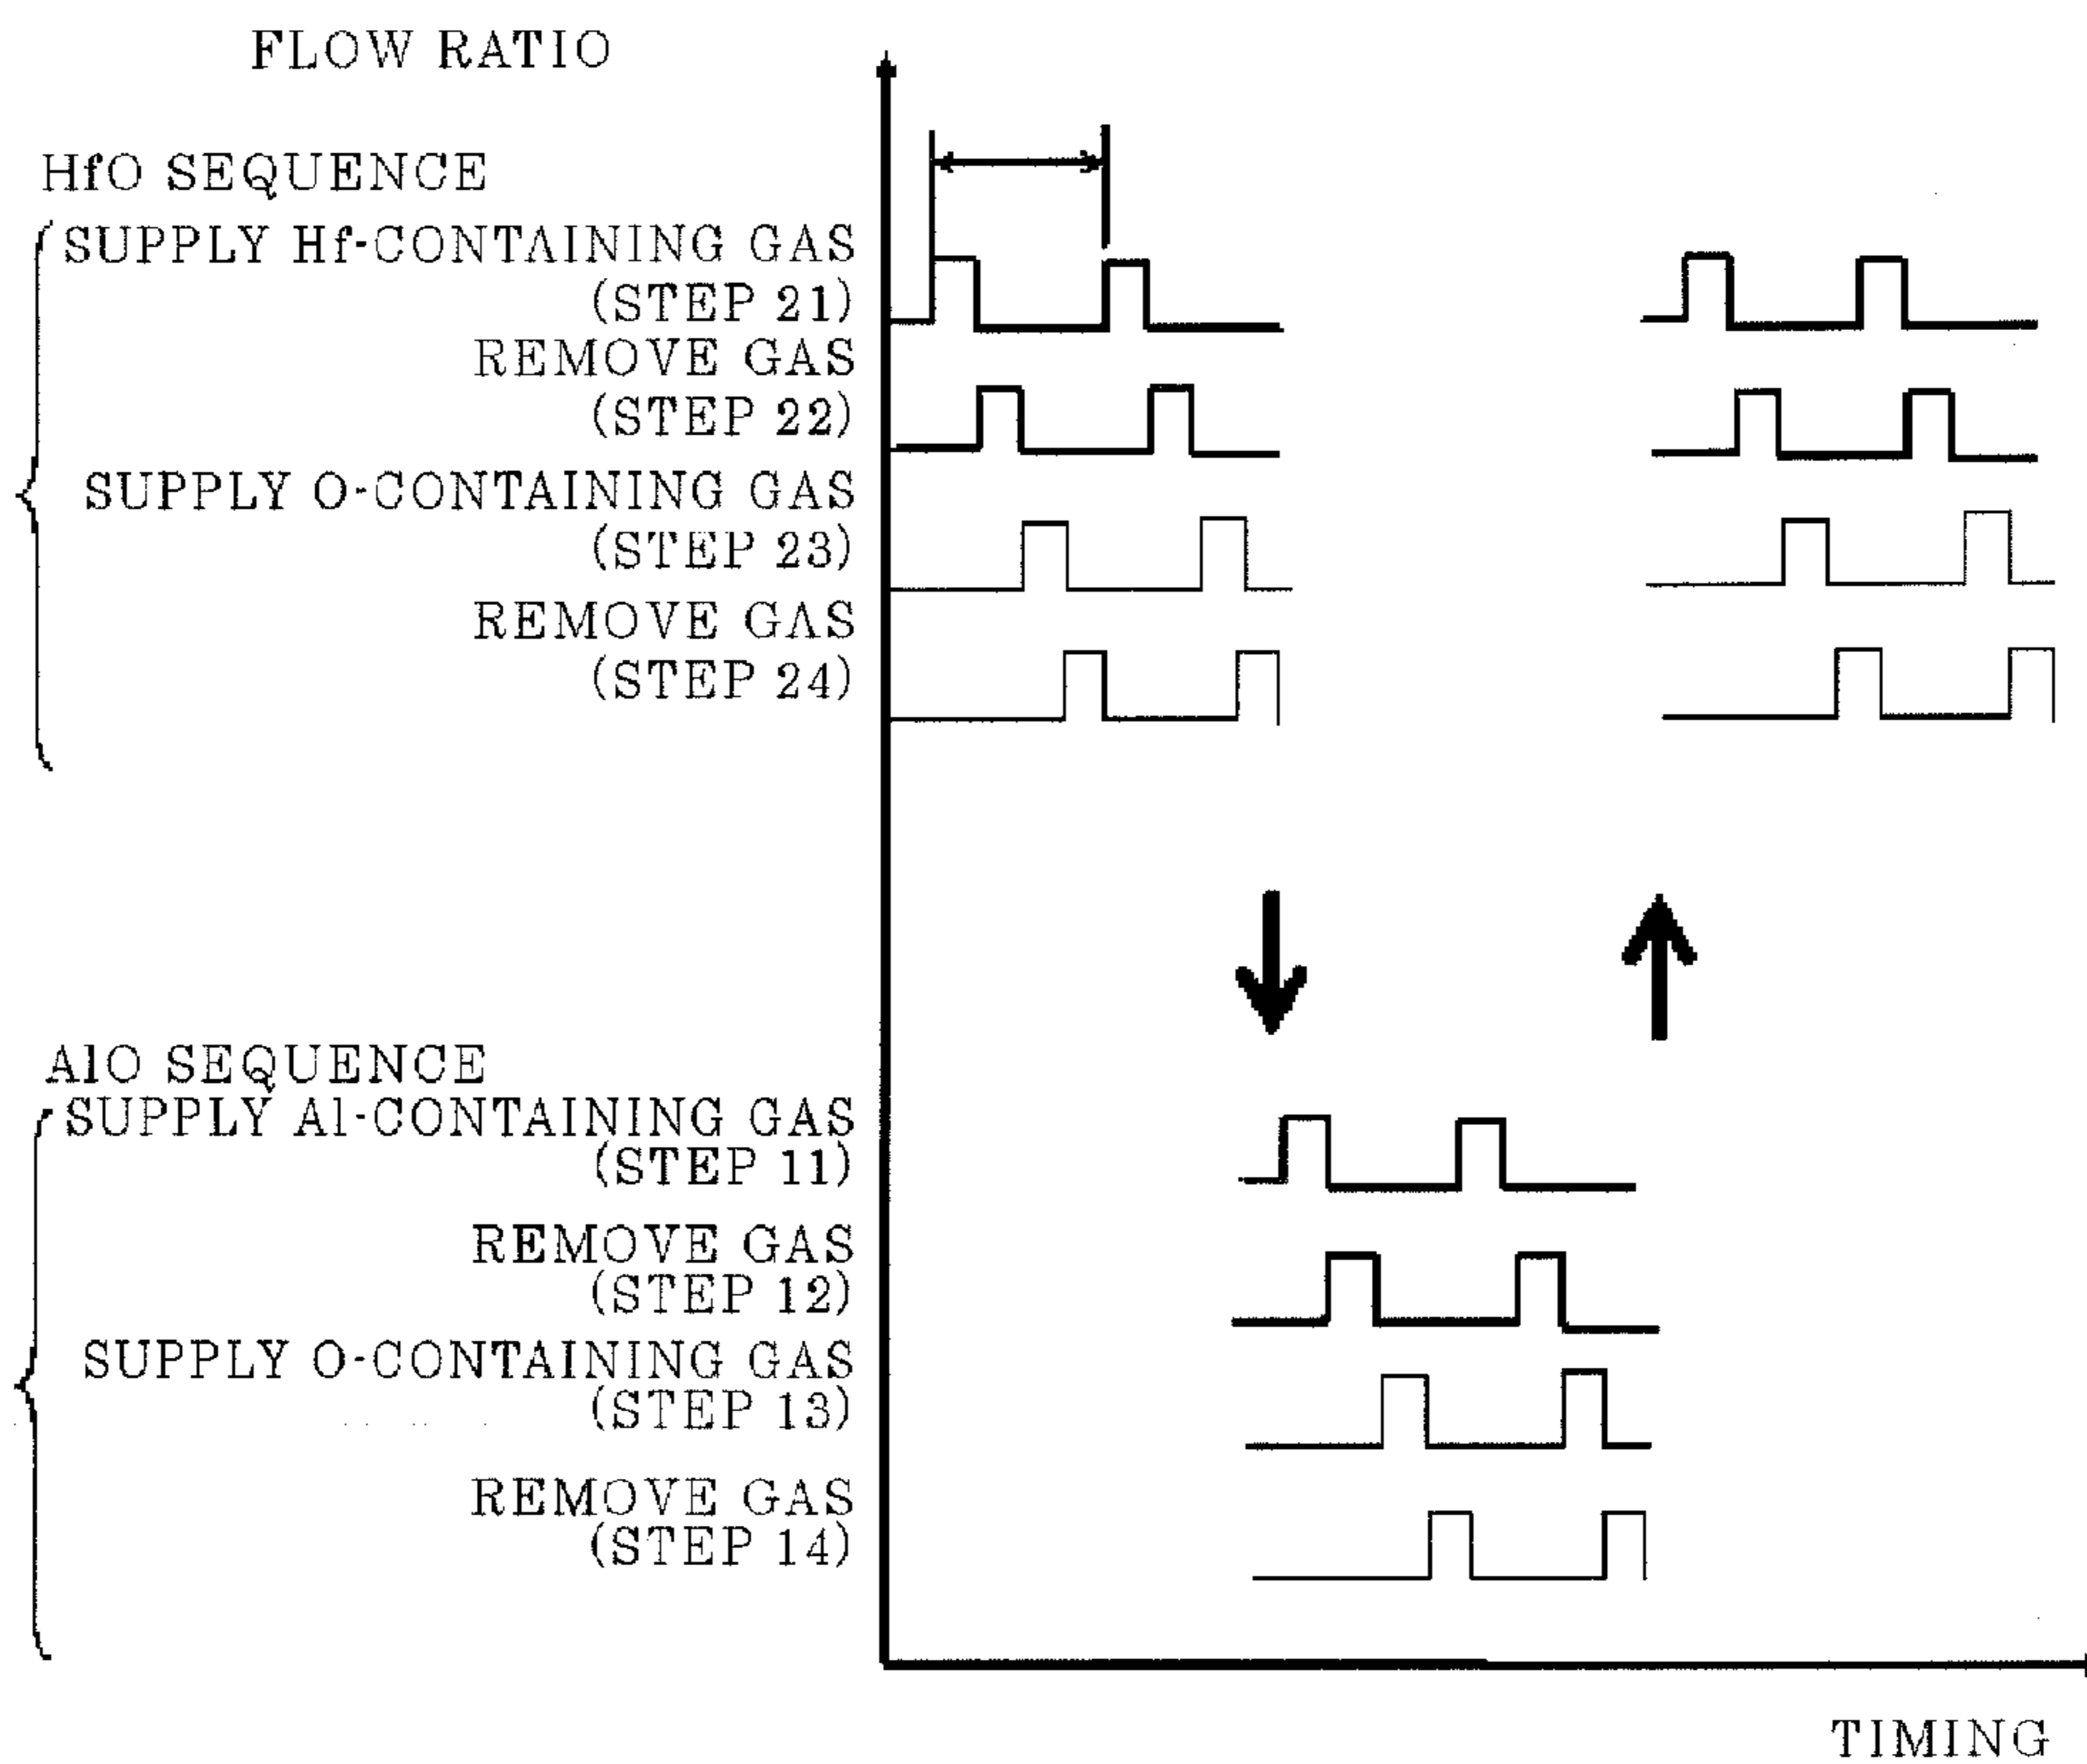 FLOW RATIO
HfO SEQUENCE
SUPPLY Hf-CONTAINING GAS
(STEP 21)
REMOVE GAS
(STEP 22)
SUPPLY O-CONTAINING GAS
(STEP 23)
REMOVE GAS
(STEP 24)
AlO SEQUENCE
SUPPLY Al-CONTAINING GAS
(STEP 11)
REMOVE GAS
(STEP 12)
SUPPLY O-CONTAINING GAS
(STEP 13)
REMOVE GAS
(STEP 14)
TIMING